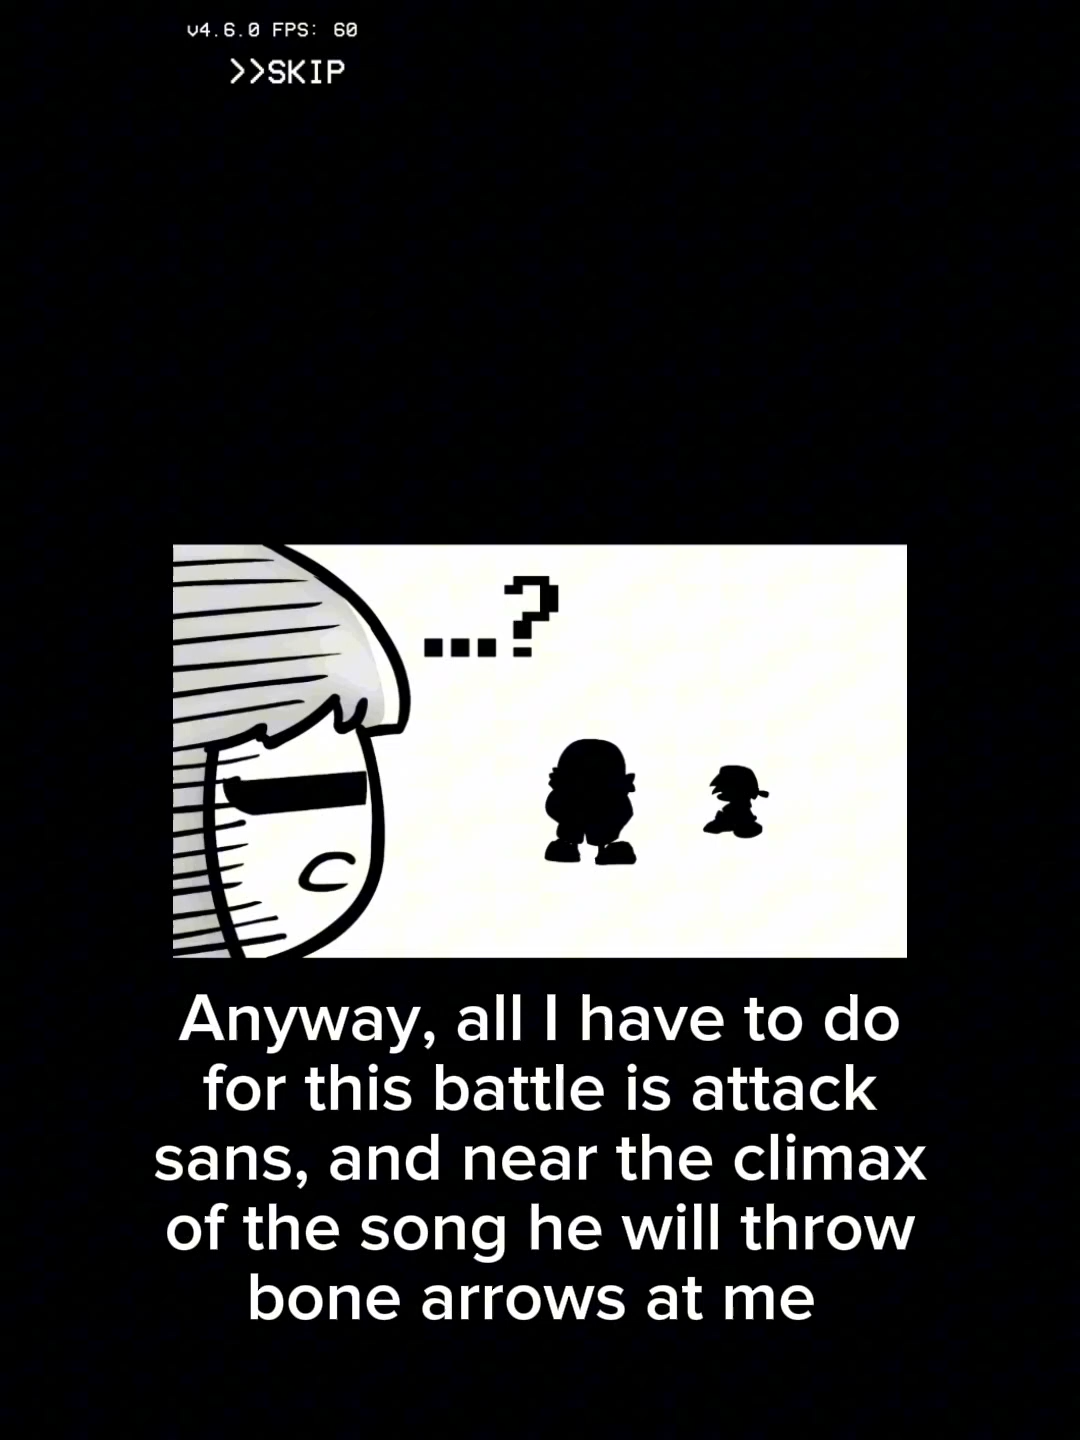 v4.6.0 FPS: 60
>>SKIP
...?
Anyway, all I have to do
for this battle is attack
sans, and near the climax
of the song he will throw
bone arrows at me